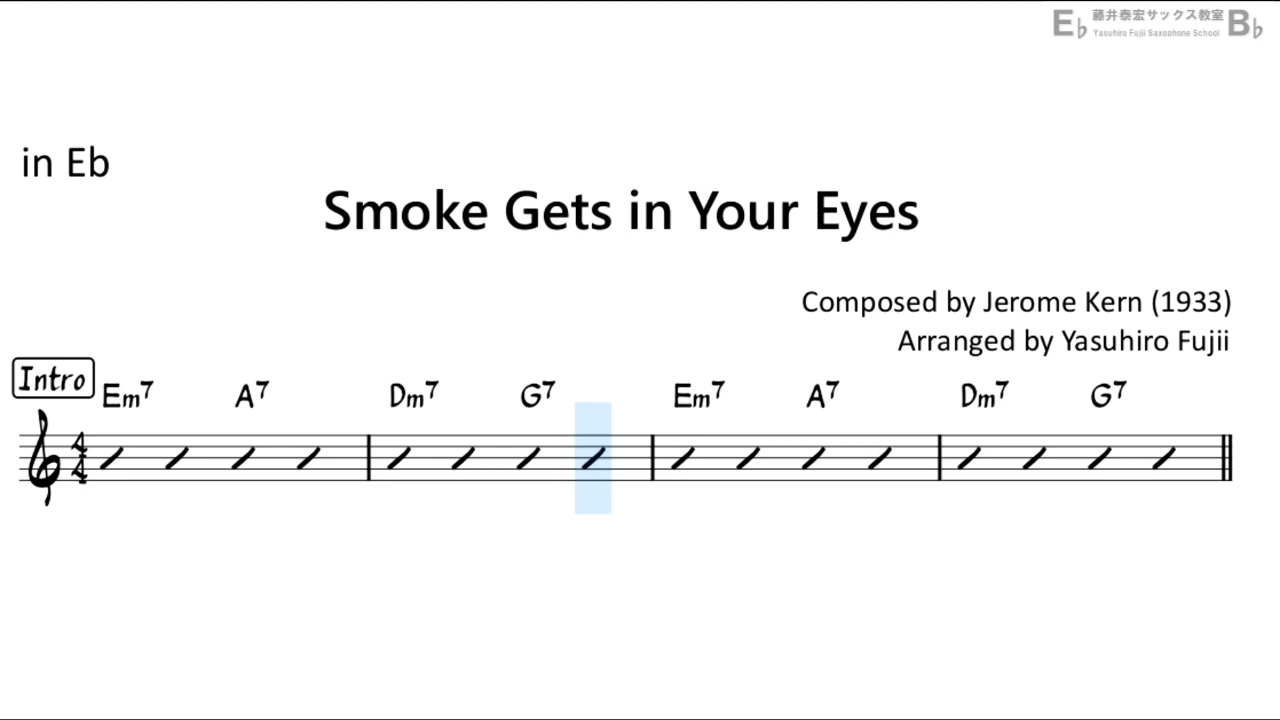 E♭ 藤井泰宏サックス教室 B♭
Yasuhiro Fujii Saxophone School
in Eb
Smoke Gets in Your Eyes
Composed by Jerome Kern (1933)
Arranged by Yasuhiro Fujii
Intro
Em7 A7 Dm7 G7 Em7 A7 Dm7 G7
4
4